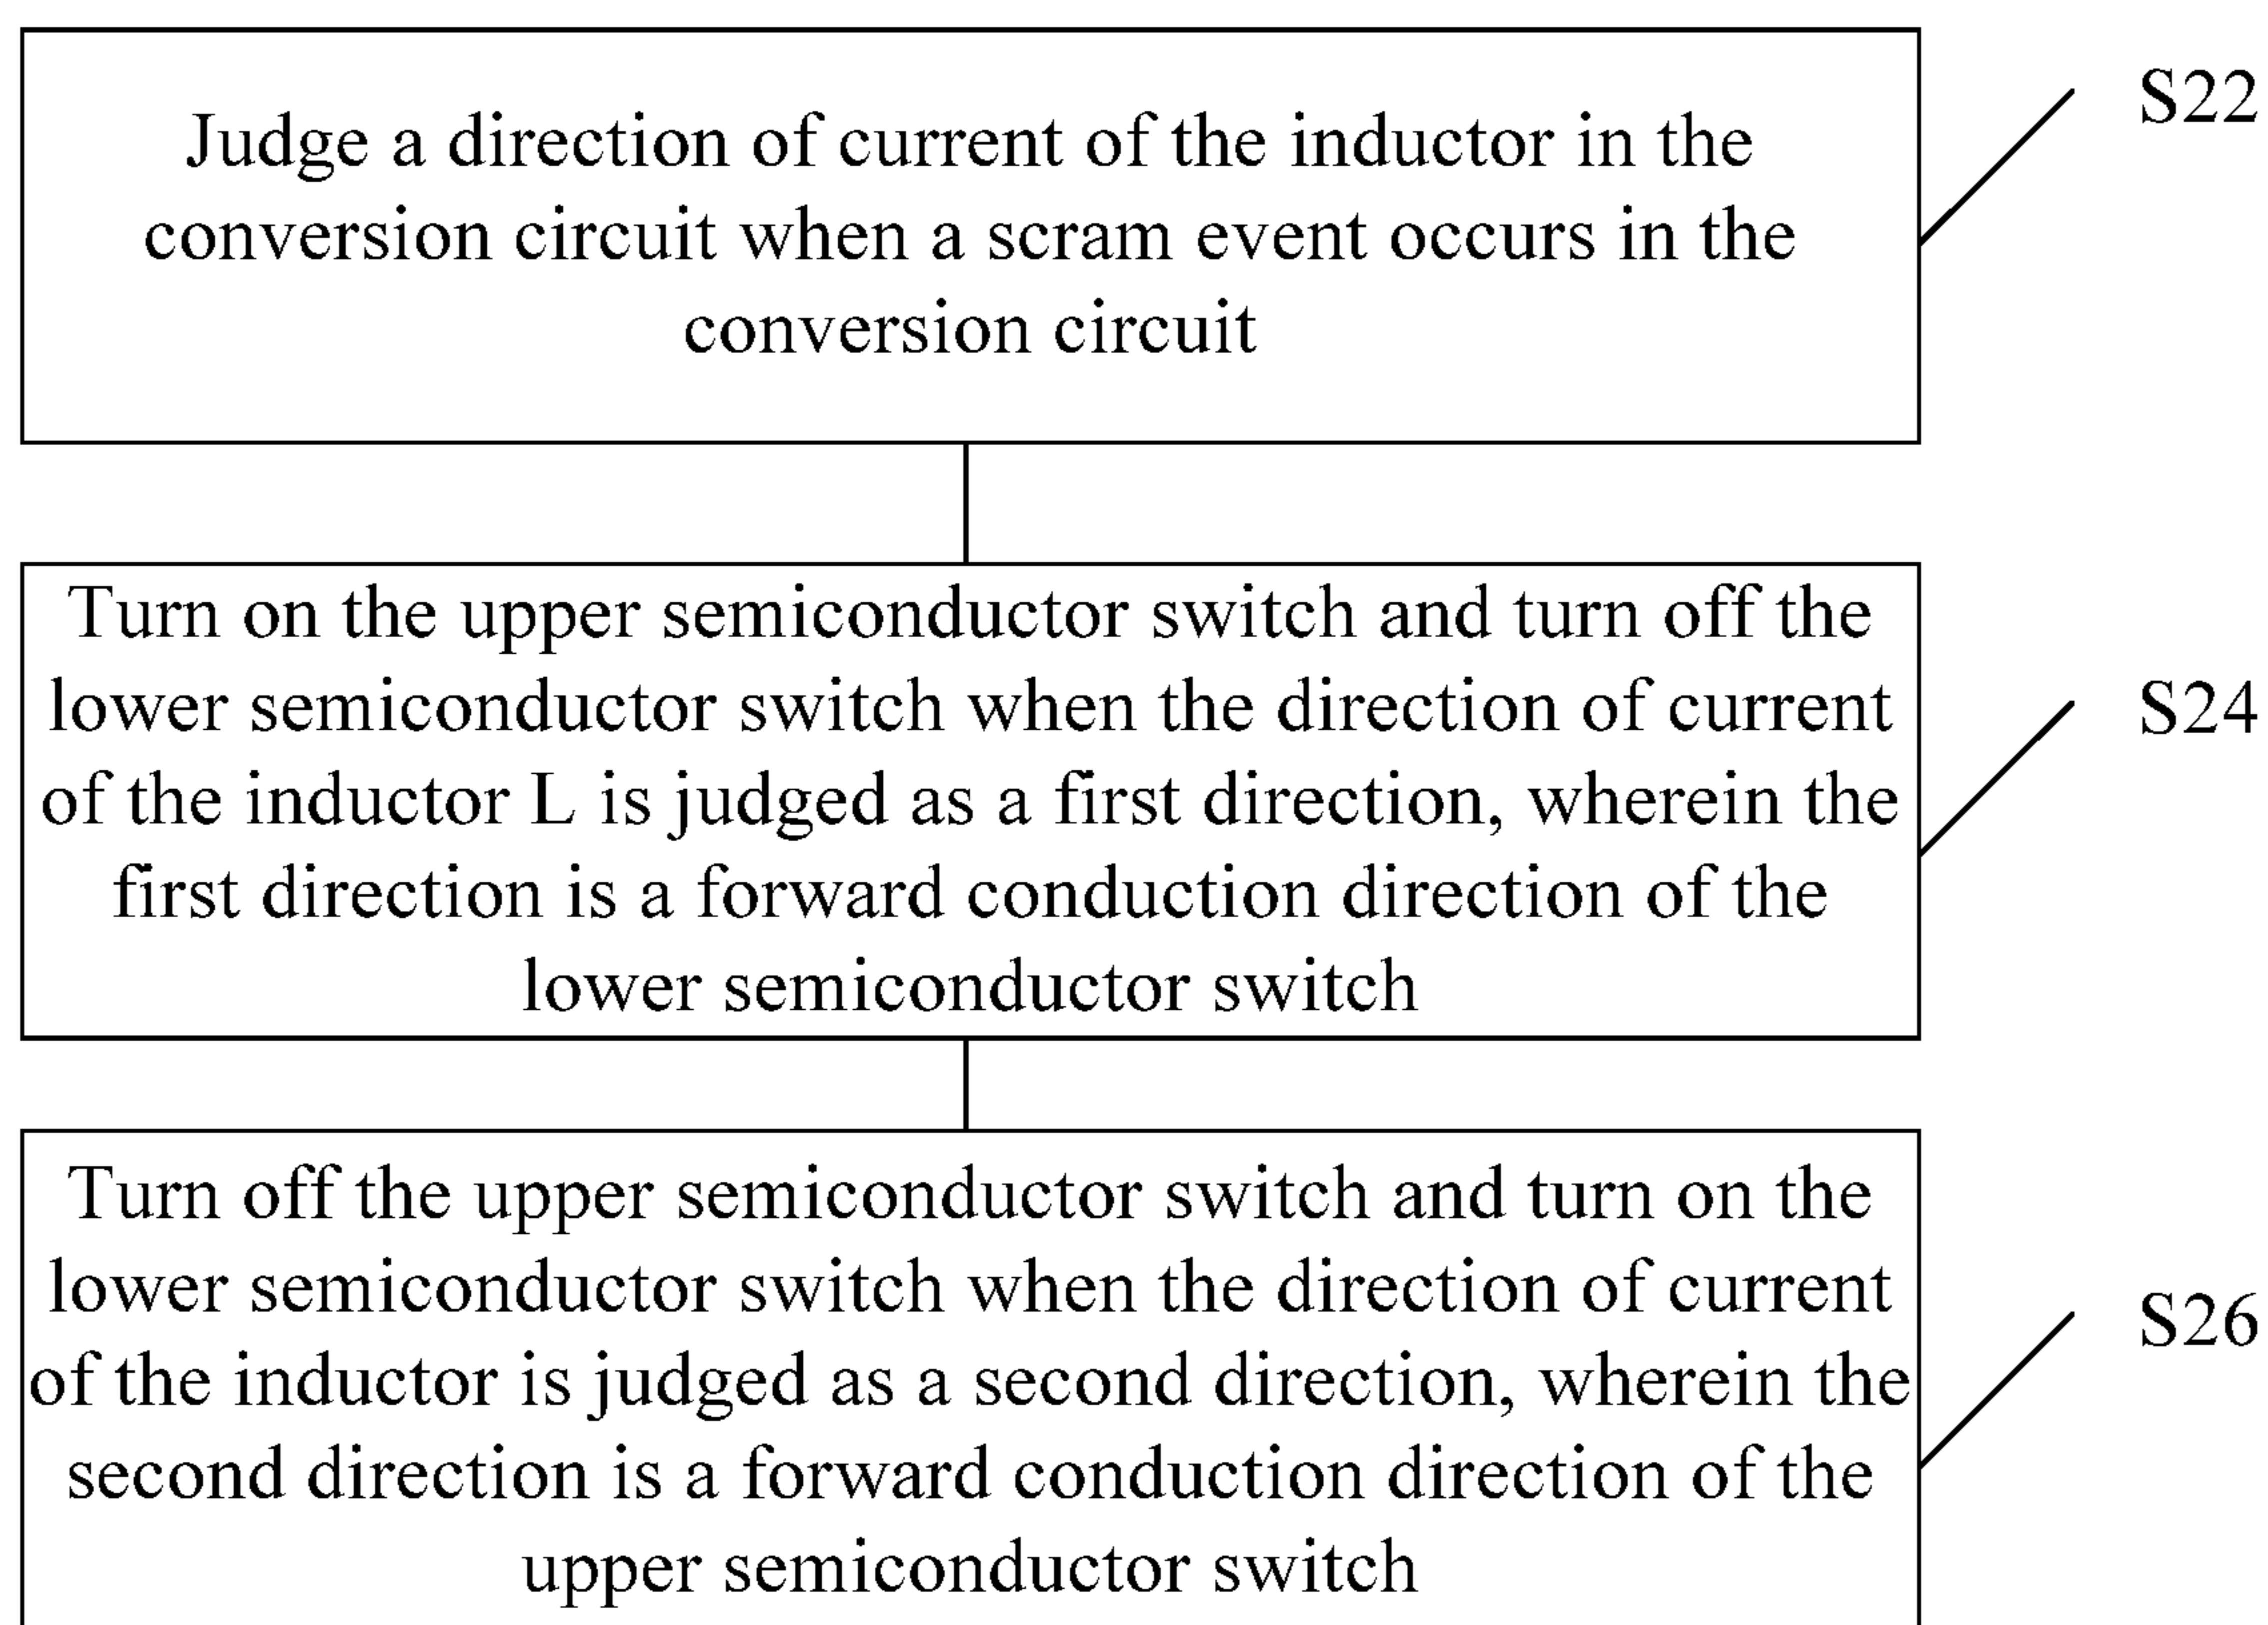 Judge a direction of current of the inductor in the
conversion circuit when a scram event occurs in the
conversion circuit
S22
Turn on the upper semiconductor switch and turn off the
lower semiconductor switch when the direction of current
of the inductor L is judged as a first direction, wherein the
first direction is a forward conduction direction of the
lower semiconductor switch
S24
Turn off the upper semiconductor switch and turn on the
lower semiconductor switch when the direction of current
of the inductor is judged as a second direction, wherein the
second direction is a forward conduction direction of the
upper semiconductor switch
S26